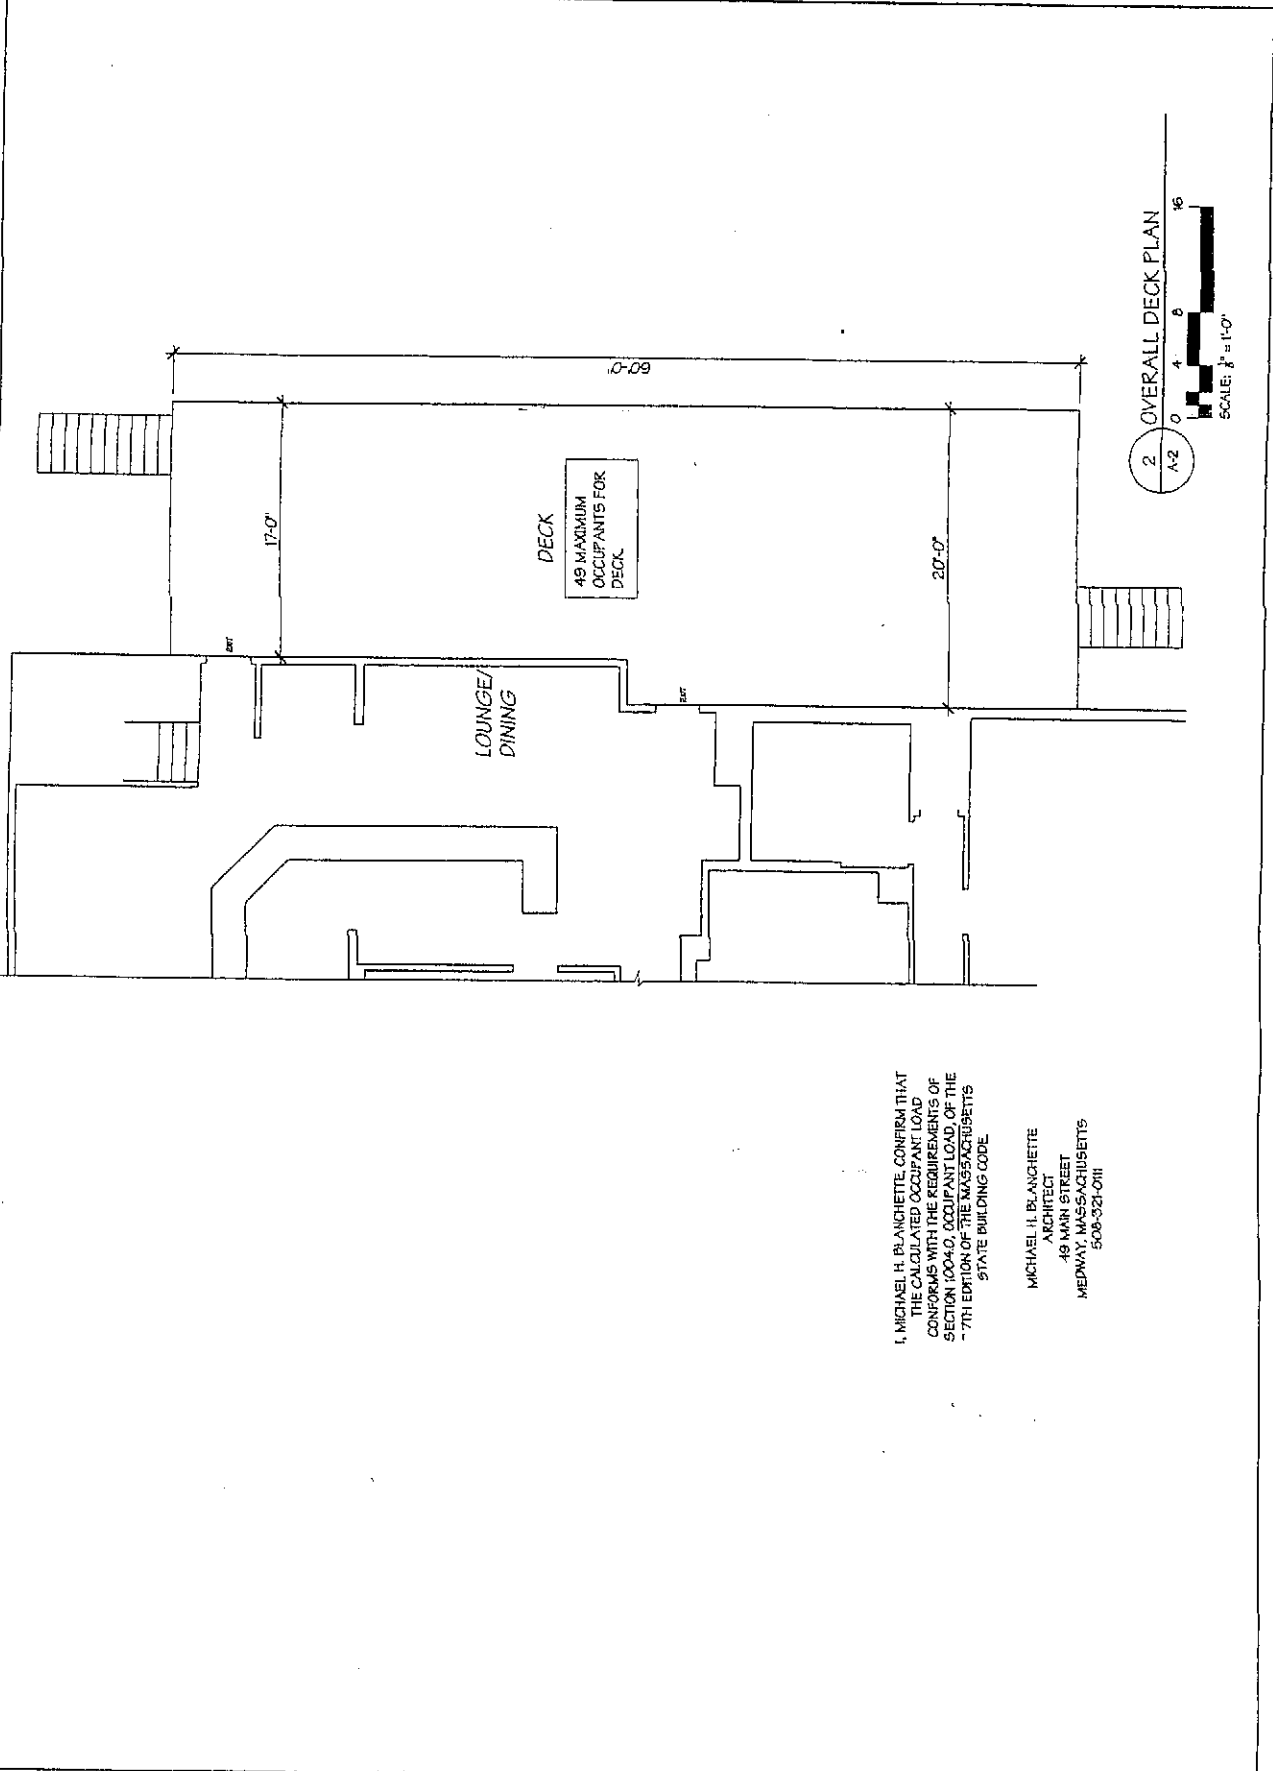 60'-0"
17'-0"
DECK
49 MAXIMUM
OCCUPANTS FOR
DECK.
20'-0"
EXIT
EXIT
LOUNGE/
DINING
2
A-2
OVERALL DECK PLAN
0 4 8 16
SCALE: 1/8" = 1'-0"
I, MICHAEL H. BLANCHETTE, CONFIRM THAT
THE CALCULATED OCCUPANT LOAD
CONFORMS WITH THE REQUIREMENTS OF
SECTION 1004.0, OCCUPANT LOAD, OF THE
7TH EDITION OF THE MASSACHUSETTS
STATE BUILDING CODE.
MICHAEL H. BLANCHETTE
ARCHITECT
49 MAIN STREET
MEDWAY, MASSACHUSETTS
508-321-0111